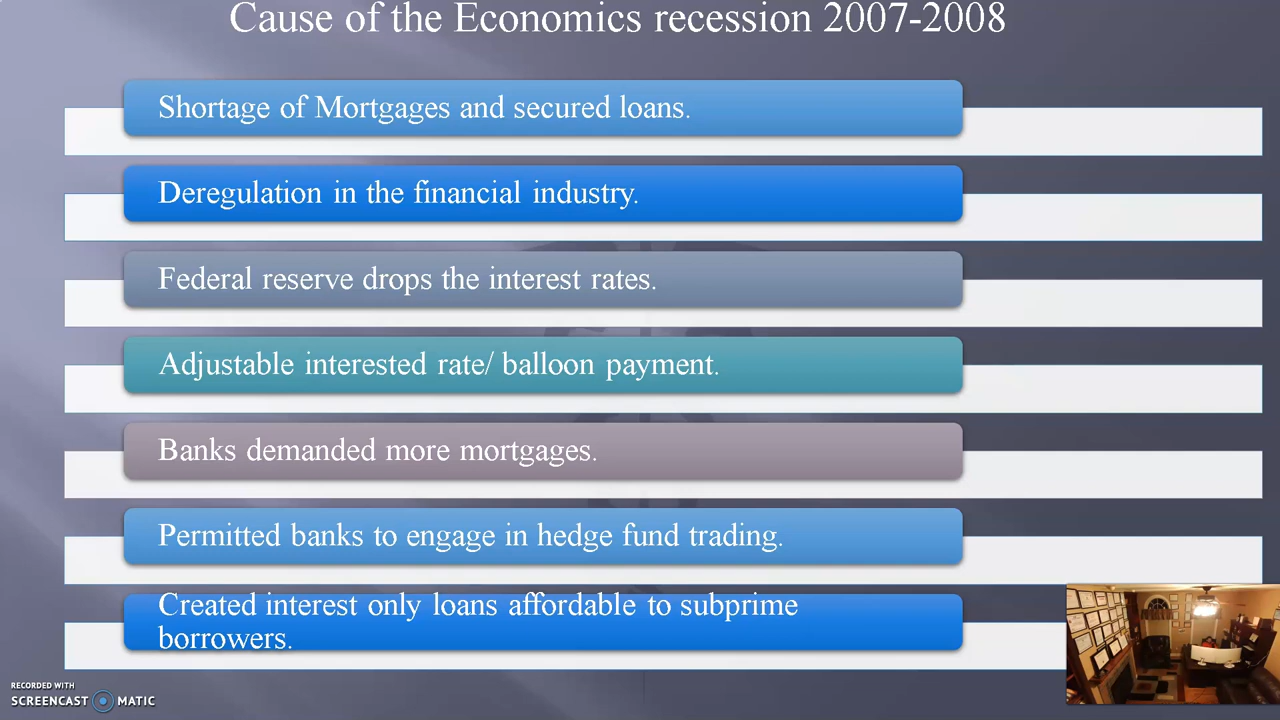 Cause of the Economics recession 2007-2008
Shortage of Mortgages and secured loans.
Deregulation in the financial industry.
Federal reserve drops the interest rates.
Adjustable interested rate/ balloon payment.
Banks demanded more mortgages.
Permitted banks to engage in hedge fund trading.
Created interest only loans affordable to subprime
borrowers.
RECORDED WITH
SCREENCAST MATIC